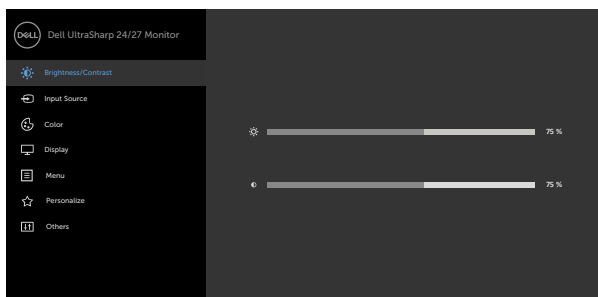 DELL
Dell UltraSharp 24/27 Monitor
Brightness/Contrast
Input Source
Color
75 %
Display
Menu
75 %
Personalize
Others